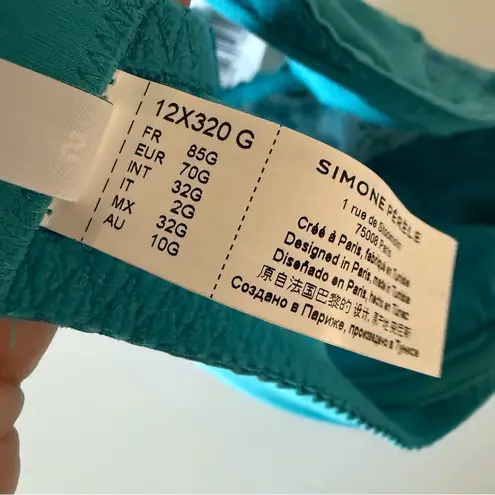 12X320 G
FR 85G
EUR 70G
INT 32G
IT 2G
MX 32G
AU 10G
SIMONE PÉRÈLE
1 rue de
75008 Paris
Créé à Paris, fabriqué en Tunisie
Designed in Paris, made in Tunisia
Diseñado en Paris, hecho en Tunez
原自法国巴黎的设计,
Создано в Париже, произведено в Тунисе